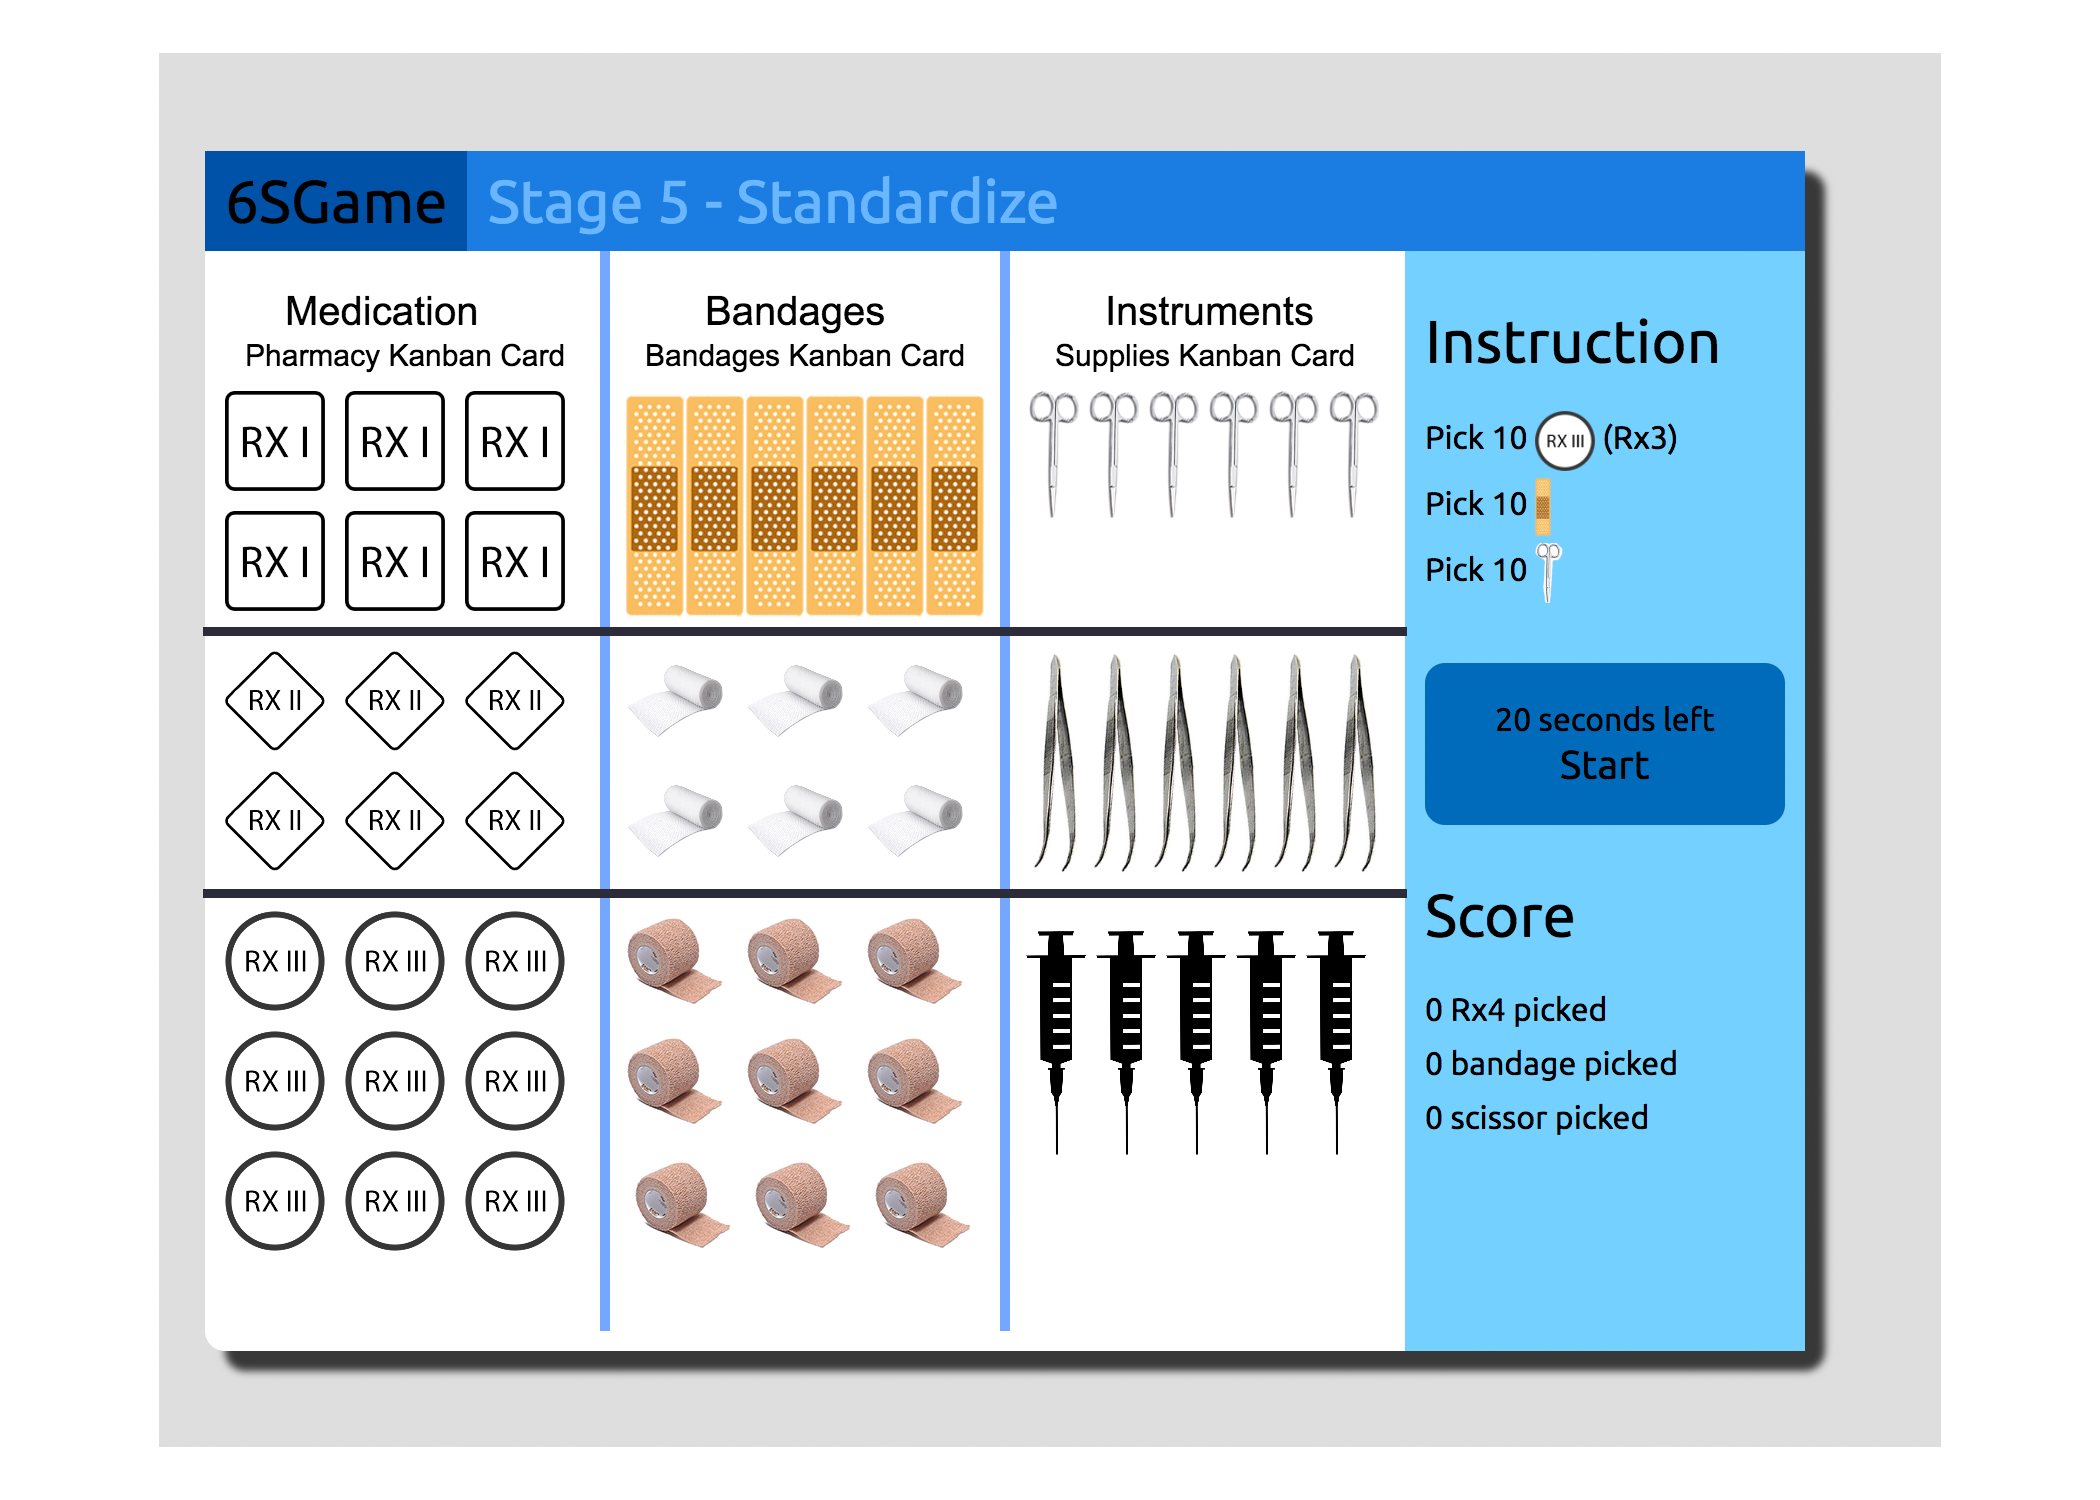 6SGame Stage 5 - Standardize
Medication
Pharmacy Kanban Card
RX I RX I RX I
RX I RX I RX I
RX II RX II RX II
RX II RX II RX II
RX III RX III RX III
RX III RX III RX III
RX III RX III RX III
Bandages
Bandages Kanban Card
Instruments
Supplies Kanban Card
Instruction
Pick 10 RX III (Rx3)
Pick 10
Pick 10
20 seconds left
Start
Score
0 Rx4 picked
0 bandage picked
0 scissor picked